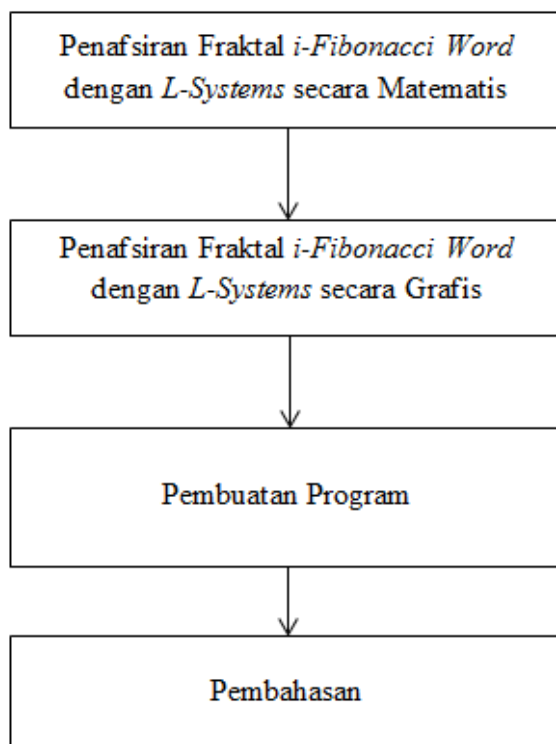 Penafsiran Fraktal i-Fibonacci Word
dengan L-Systems secara Matematis
Penafsiran Fraktal i-Fibonacci Word
dengan L-Systems secara Grafis
Pembuatan Program
Pembahasan